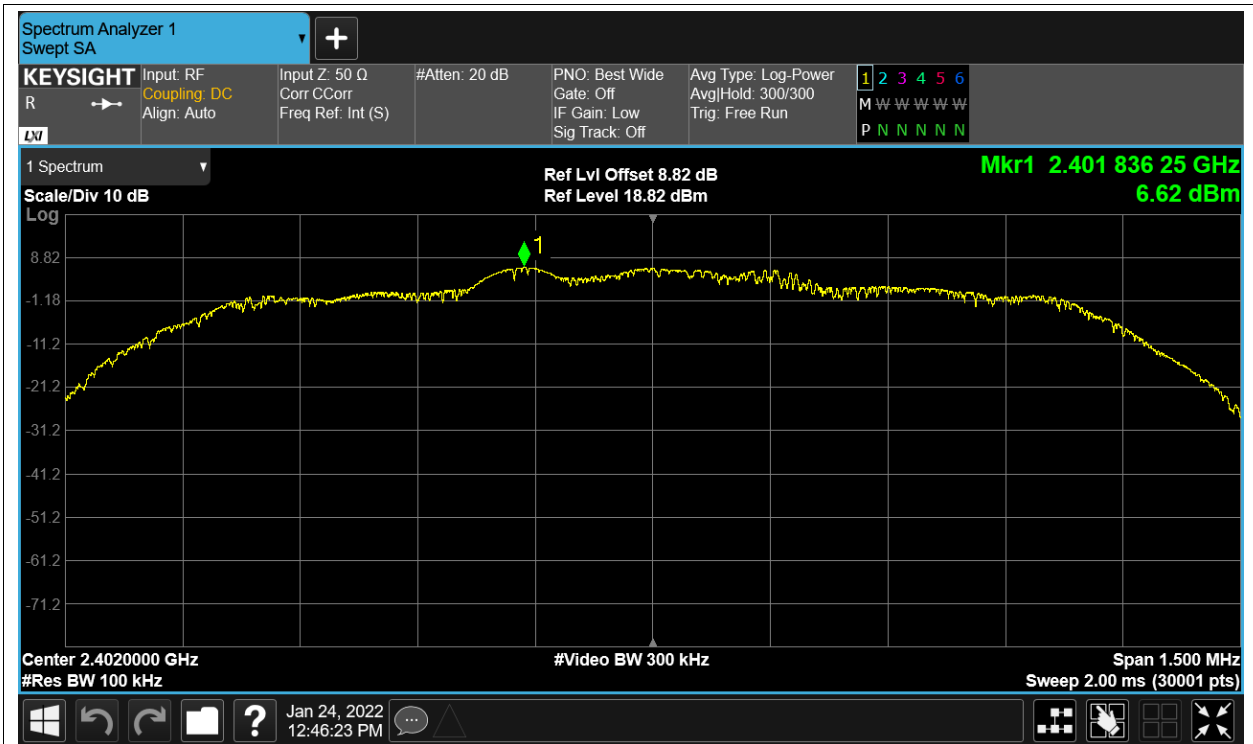 Spectrum Analyzer 1
Swept SA
KEYSIGHT
R
LXI
Input: RF
Coupling: DC
Align: Auto
Input Z: 50 Ω
Corr CCorr
Freq Ref: Int (S)
#Atten: 20 dB
PNO: Best Wide
Gate: Off
IF Gain: Low
Sig Track: Off
Avg Type: Log-Power
Avg|Hold: 300/300
Trig: Free Run
1 2 3 4 5 6
M W W W W W W
P N N N N N N
1 Spectrum
Scale/Div 10 dB
Log
Ref Lvl Offset 8.82 dB
Ref Level 18.82 dBm
Mkr1 2.401 836 25 GHz
6.62 dBm
1
8.82
-1.18
-11.2
-21.2
-31.2
-41.2
-51.2
-61.2
-71.2
Center 2.4020000 GHz
#Res BW 100 kHz
#Video BW 300 kHz
Span 1.500 MHz
Sweep 2.00 ms (30001 pts)
?
Jan 24, 2022
12:46:23 PM